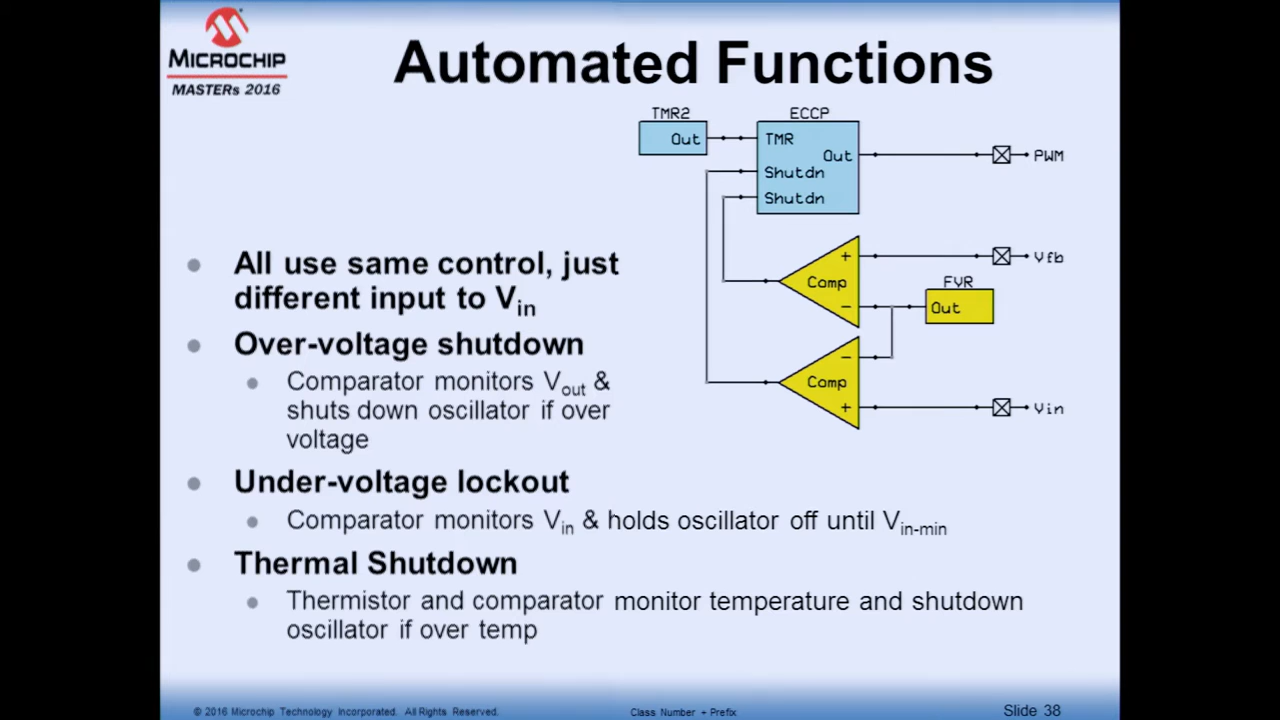 MICROCHIP
MASTERs 2016
Automated Functions
TMR2
Out
ECCP
TMR
Out
Shutdn
Shutdn
PWM
+
Comp
−
Vfb
FVR
Out
−
Comp
+
Vin
All use same control, just
different input to Vin
Over-voltage shutdown
Comparator monitors Vout &
shuts down oscillator if over
voltage
Under-voltage lockout
Comparator monitors Vin & holds oscillator off until Vin-min
Thermal Shutdown
Thermistor and comparator monitor temperature and shutdown
oscillator if over temp
© 2016 Microchip Technology Incorporated. All Rights Reserved.
Class Number + Prefix
Slide 38